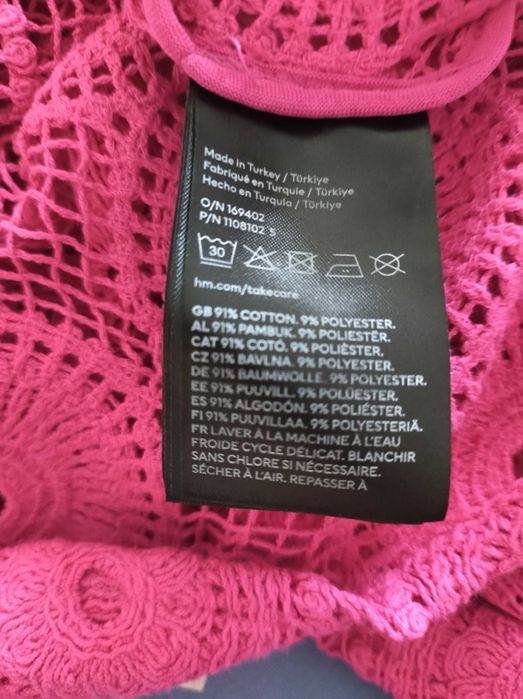 Made in Turkey / Türkiye
Fabriqué en Turquie / Türkiye
Hecho en Turquía / Türkiye
O/N 169402
P/N 1108102 5
30
hm.com/takecare
GB 91% COTTON. 9% POLYESTER.
AL 91% PAMBUK. 9% POLIESTËR.
CAT 91% COTÓ. 9% POLIÈSTER.
CZ 91% BAVLNA. 9% POLYESTER.
DE 91% BAUMWOLLE. 9% POLYESTER.
EE 91% PUUVILL. 9% POLÜESTER.
ES 91% ALGODÓN. 9% POLIÉSTER.
FI 91% PUUVILLAA. 9% POLYESTERIÄ.
FR LAVER À LA MACHINE À L'EAU
FROIDE CYCLE DÉLICAT. BLANCHIR
SANS CHLORE SI NÉCESSAIRE.
SÉCHER À L'AIR. REPASSER À